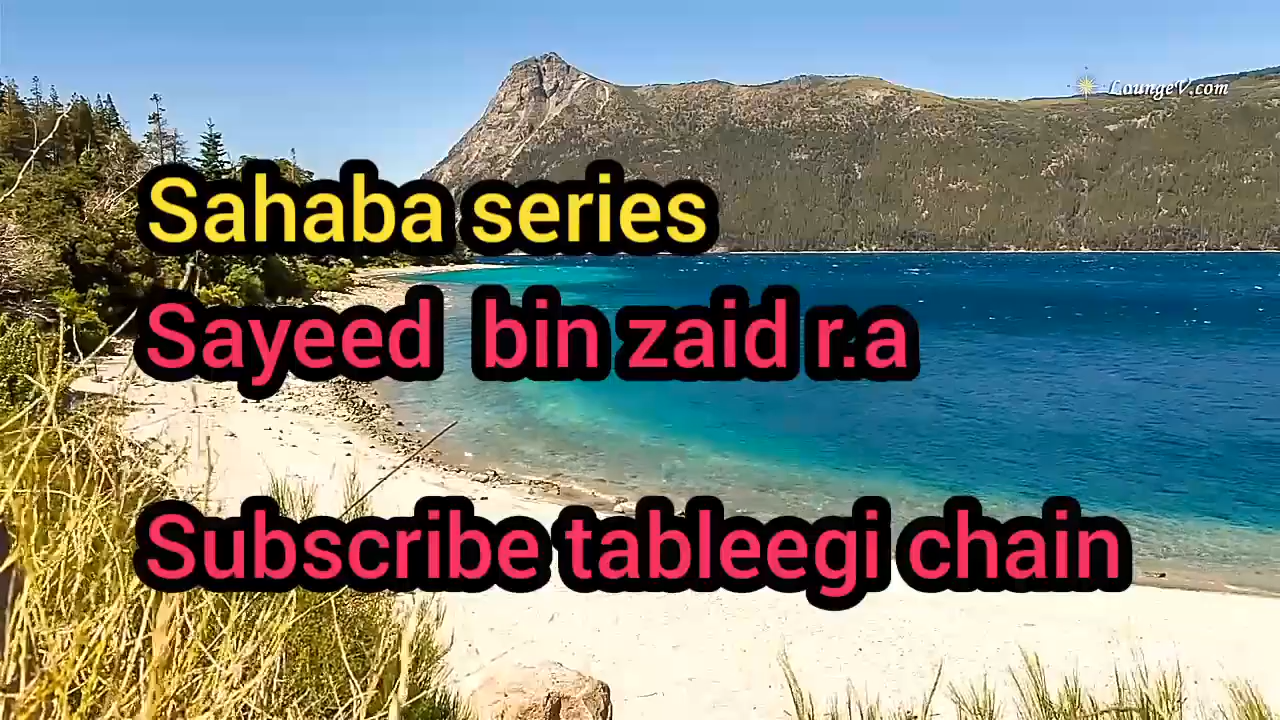 LoungeV.com
Sahaba series
Sayeed bin zaid r.a
Subscribe tableegi chain